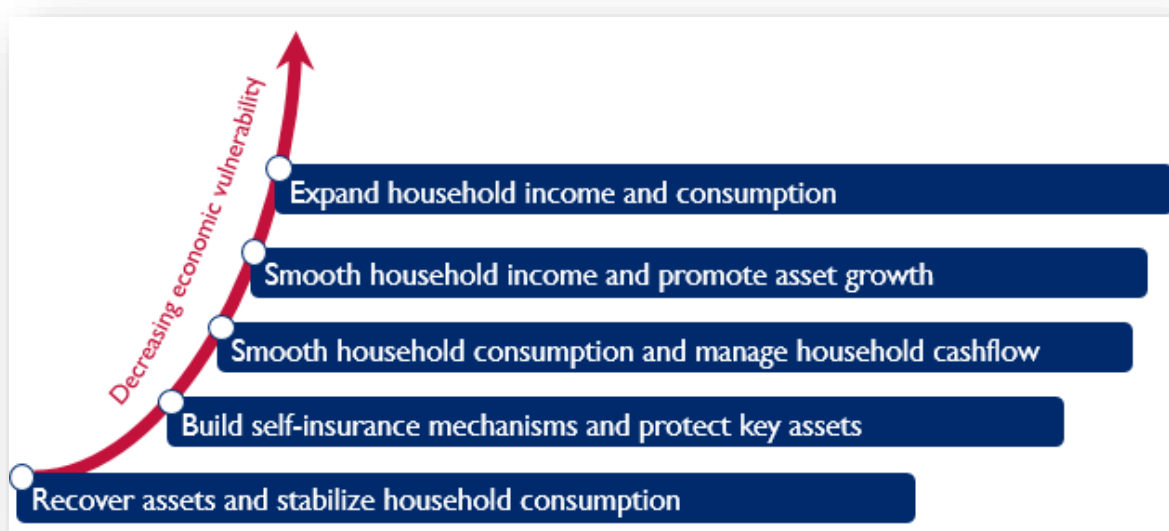 Decreasing economic vulnerability
Expand household income and consumption
Smooth household income and promote asset growth
Smooth household consumption and manage household cashflow
Build self-insurance mechanisms and protect key assets
Recover assets and stabilize household consumption